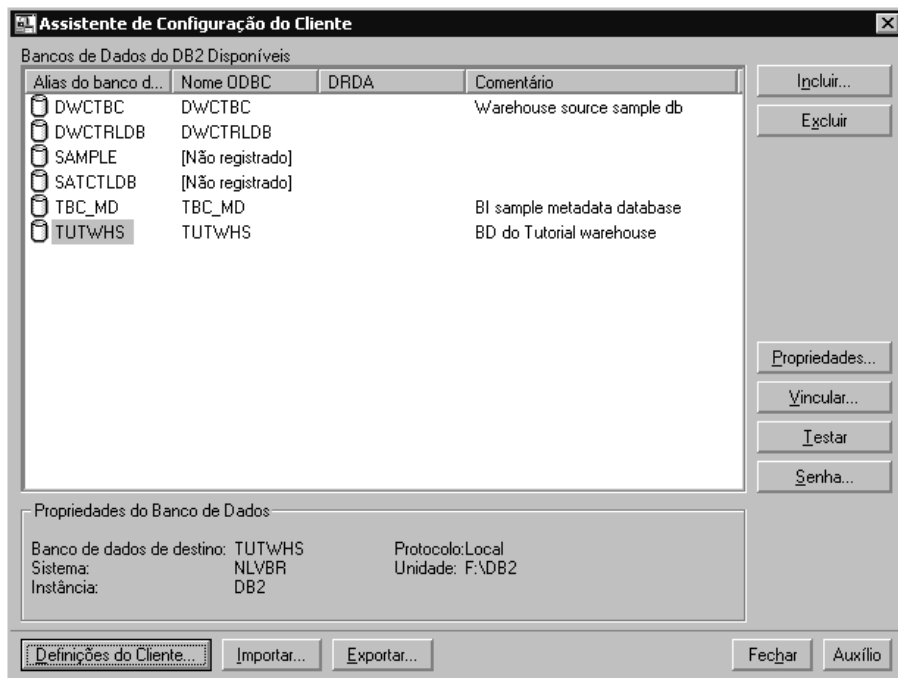 Assistente de Configuração do Cliente
Bancos de Dados do DB2 Disponíveis
Alias do banco d... Nome ODBC DRDA Comentário
DWCTBC DWCTBC Warehouse source sample db
DWCTRLDB DWCTRLDB
SAMPLE [Não registrado]
SATCTLDB [Não registrado]
TBC_MD TBC_MD BI sample metadata database
TUTWHS TUTWHS BD do Tutorial warehouse
Incluir...
Excluir
Propriedades...
Vincular...
Testar
Senha...
Propriedades do Banco de Dados
Banco de dados de destino: TUTWHS Protocolo:Local
Sistema: NLVBR Unidade: F:\DB2
Instância: DB2
Definições do Cliente... Importar... Exportar... Fechar Auxílio